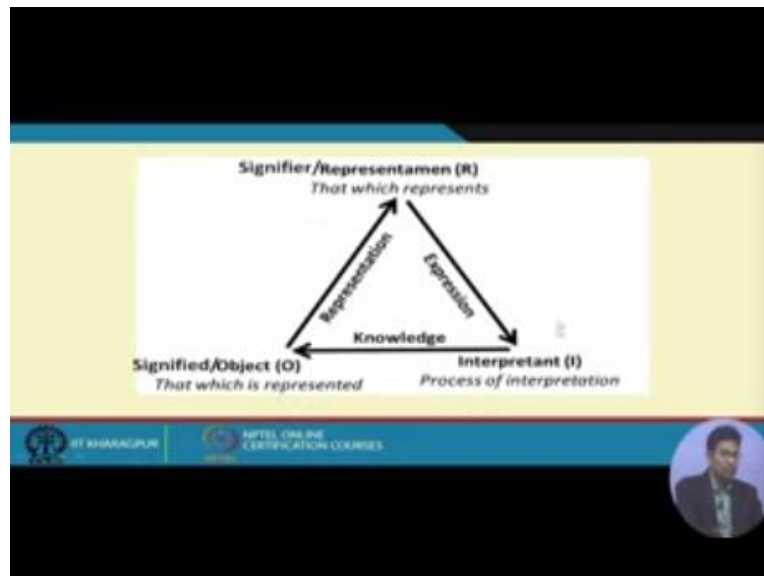 Signifier/Representamen (R)
That which represents
Representation
Expression
Knowledge
Signified/Object (O)
That which is represented
Interpretant (I)
Process of interpretation
IIT KHARAGPUR
NPTEL ONLINE
CERTIFICATION COURSES